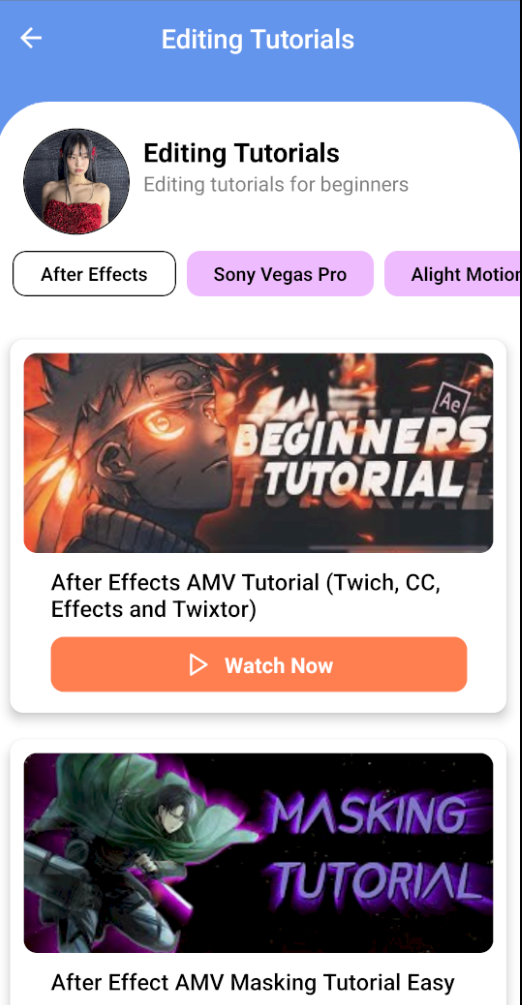 Editing Tutorials
Editing Tutorials
Editing tutorials for beginners
After Effects
Sony Vegas Pro
Alight Motion
Ae
BEGINNERS
TUTORIAL
After Effects AMV Tutorial (Twich, CC,
Effects and Twixtor)
Watch Now
MASKING
TUTORIAL
After Effect AMV Masking Tutorial Easy